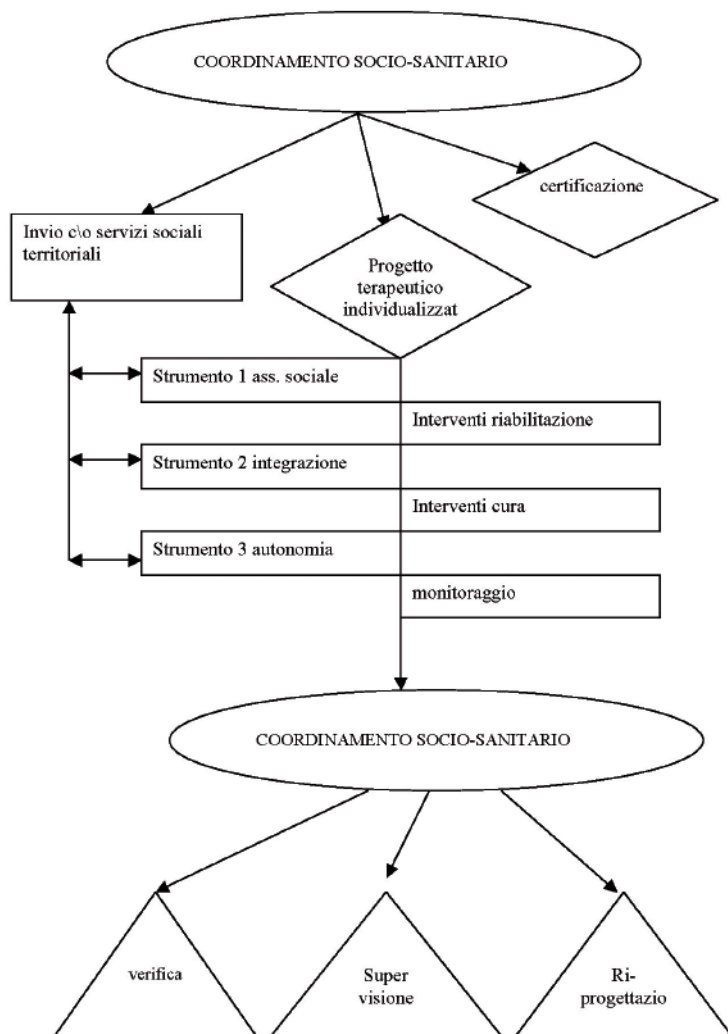 COORDINAMENTO SOCIO-SANITARIO
certificazione
Invio c\o servizi sociali
territoriali
Progetto
terapeutico
individualizzat
Strumento 1 ass. sociale
Interventi riabilitazione
Strumento 2 integrazione
Interventi cura
Strumento 3 autonomia
monitoraggio
COORDINAMENTO SOCIO-SANITARIO
verifica
Super
visione
Ri-
progettazio